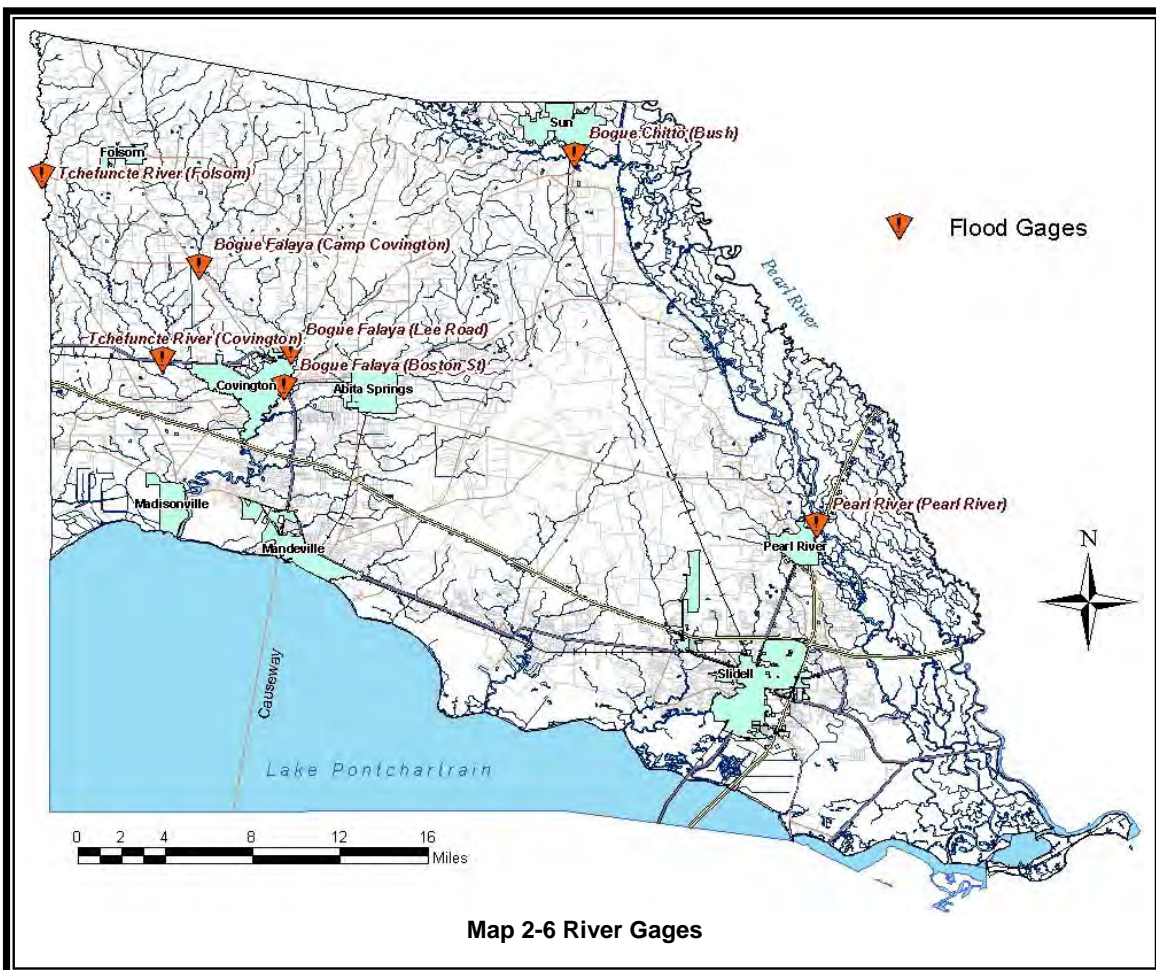 Sun
Bogue Chitto (Bush)
Folsom
Tchefuncte River (Folsom)
Flood Gages
Bogue Falaya (Camp Covington)
Pearl River
Bogue Falaya (Lee Road)
Tchefuncte River (Covington)
Bogue Falaya (Boston St)
Covington
Abita Springs
Madisonville
Pearl River (Pearl River)
Mandeville
Pearl River
N
Slidell
Causeway
Lake Pontchartrain
0 2 4 8 12 16
Miles
Map 2-6 River Gages